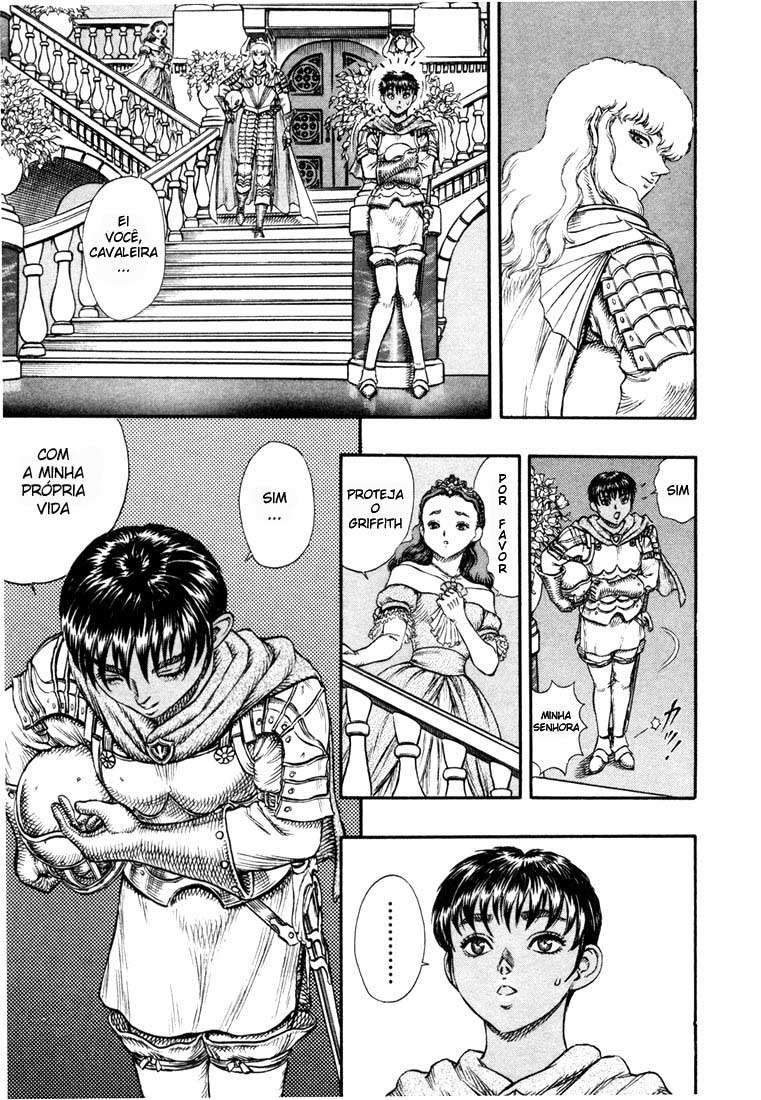 EI
VOCÊ,
CAVALEIRA
...
SIM
MINHA
SENHORA
POR FAVOR
PROTEJA
O
GRIFFITH
..........
SIM
...
COM
A MINHA
PRÓPRIA
VIDA